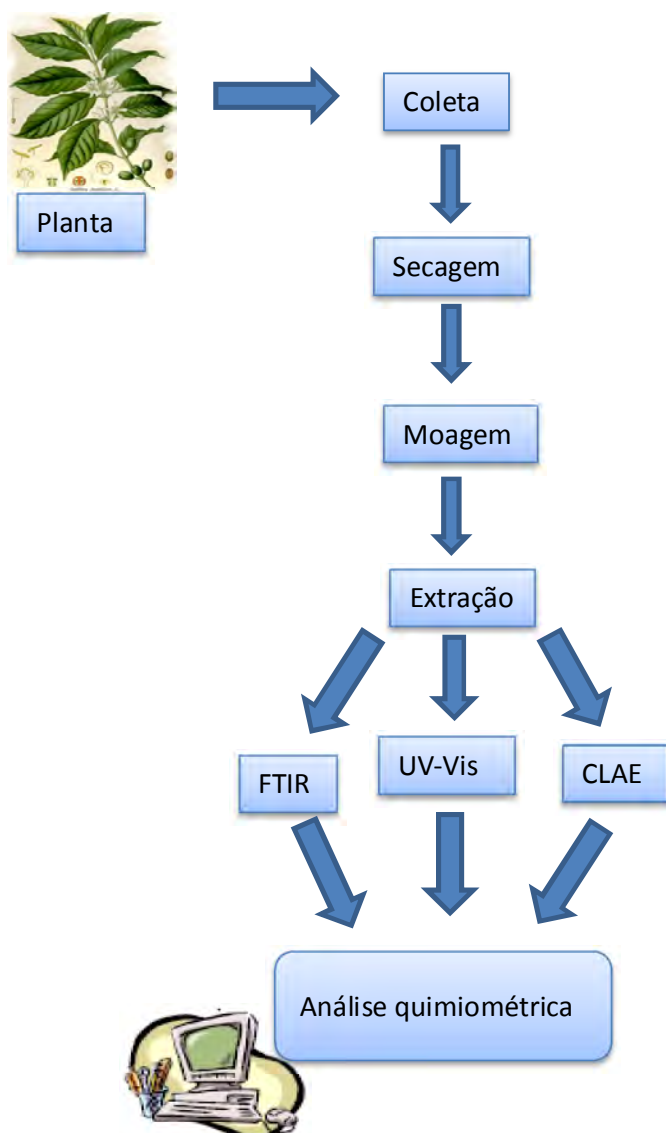 Planta
Coleta
Secagem
Moagem
Extração
FTIR
UV-Vis
CLAE
Análise quimiométrica